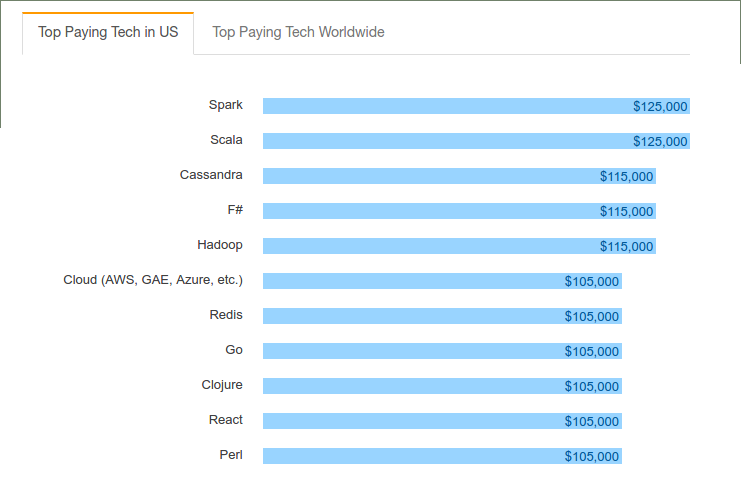 Top Paying Tech in US Top Paying Tech Worldwide
Spark $125,000
Scala $125,000
Cassandra $115,000
F# $115,000
Hadoop $115,000
Cloud (AWS, GAE, Azure, etc.) $105,000
Redis $105,000
Go $105,000
Clojure $105,000
React $105,000
Perl $105,000